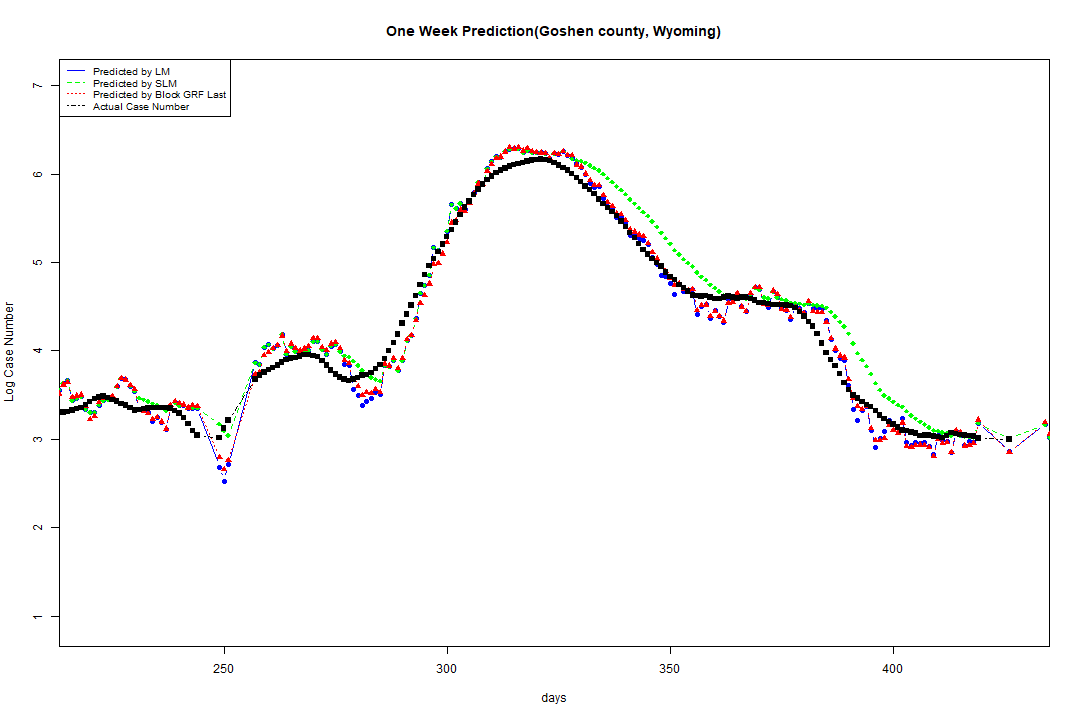 One Week Prediction(Goshen county, Wyoming)
Predicted by LM
Predicted by SLM
Predicted by Block GRF Last
Actual Case Number
7
6
5
4
3
2
1
Log Case Number
250 300 350 400
days